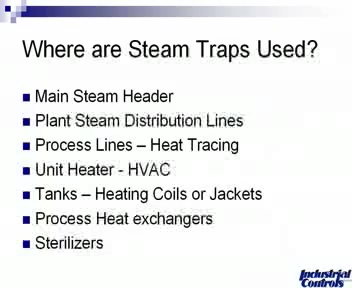 Where are Steam Traps Used?
Main Steam Header
Plant Steam Distribution Lines
Process Lines – Heat Tracing
Unit Heater - HVAC
Tanks – Heating Coils or Jackets
Process Heat exchangers
Sterilizers
Industrial
Controls